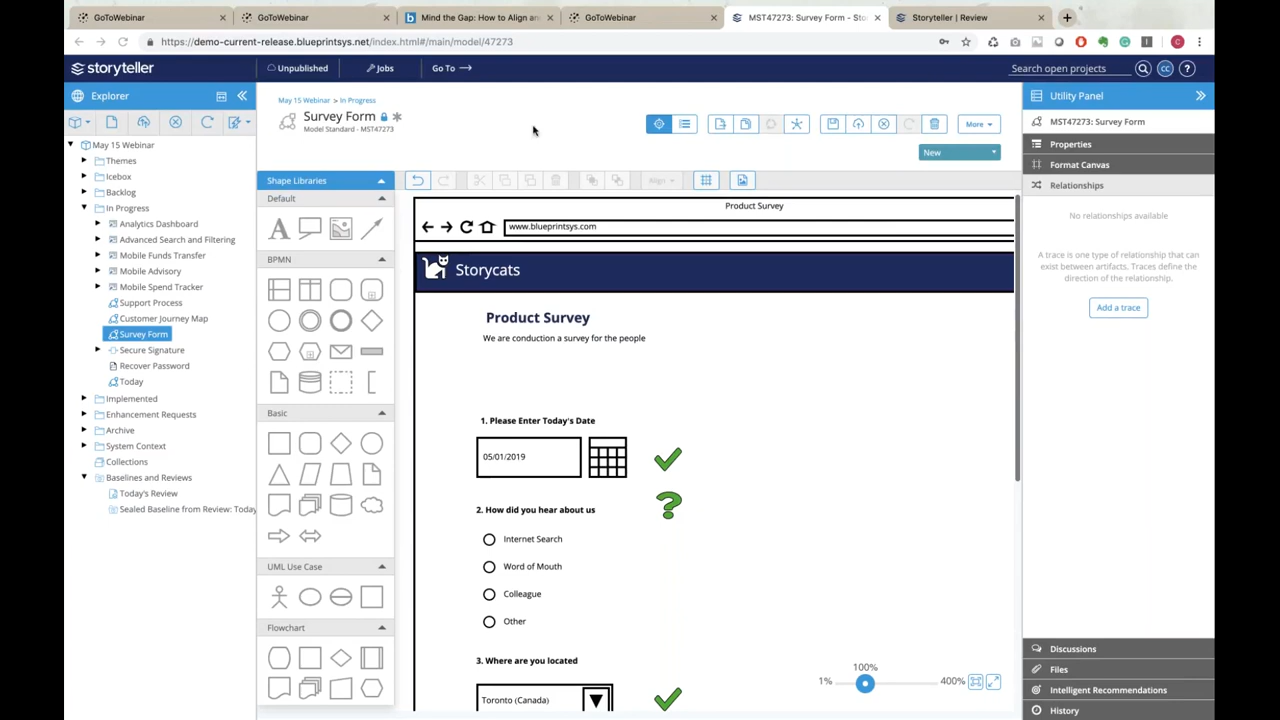 GoToWebinar
GoToWebinar
Mind the Gap: How to Align an
GoToWebinar
MST47273: Survey Form - Sto
Storyteller | Review
https://demo-current-release.blueprintsys.net/index.html#/main/model/47273
C
storyteller
Unpublished
Jobs
Go To
Search open projects
CC
?
Explorer
May 15 Webinar
Themes
Icebox
Backlog
In Progress
Analytics Dashboard
Advanced Search and Filtering
Mobile Funds Transfer
Mobile Advisory
Mobile Spend Tracker
Support Process
Customer Journey Map
Survey Form
Secure Signature
Recover Password
Today
Implemented
Enhancement Requests
Archive
System Context
Collections
Baselines and Reviews
Today's Review
Sealed Baseline from Review: Today
May 15 Webinar > In Progress
Survey Form
Model Standard - MST47273
More
New
Shape Libraries
Default
A
BPMN
Basic
UML Use Case
Flowchart
Align
Product Survey
www.blueprintsys.com
Storycats
Product Survey
We are conduction a survey for the people
1. Please Enter Today's Date
05/01/2019
?
2. How did you hear about us
Internet Search
Word of Mouth
Colleague
Other
3. Where are you located
Toronto (Canada)
100%
1%
400%
Utility Panel
MST47273: Survey Form
Properties
Format Canvas
Relationships
No relationships available
A trace is one type of relationship that can
exist between artifacts. Traces define the
direction of the relationship.
Add a trace
Discussions
Files
Intelligent Recommendations
History